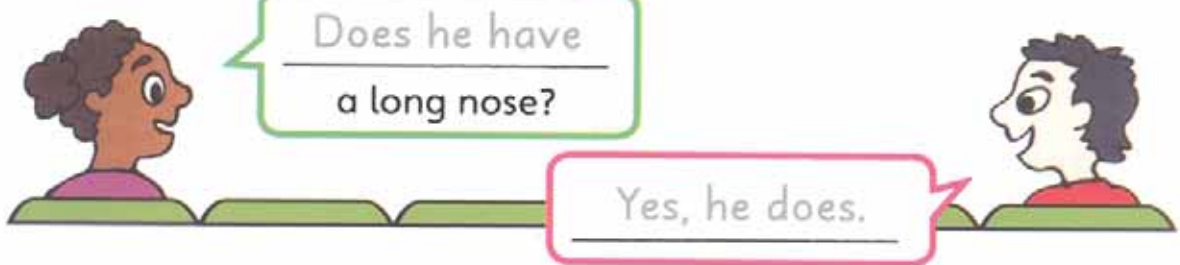 Does he have
a long nose?
Yes, he does.